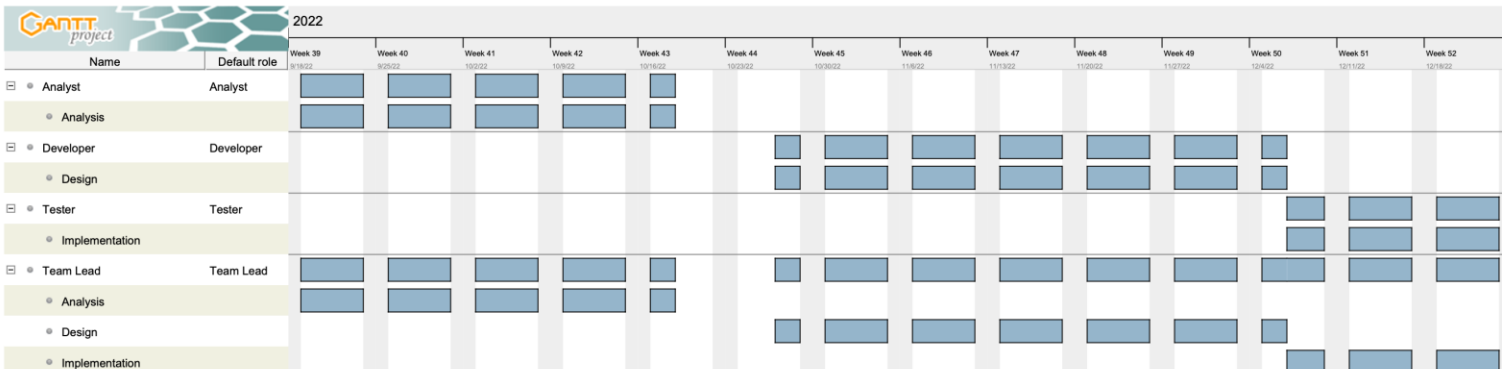 GANTT project
2022
Week 39 Week 40 Week 41 Week 42 Week 43 Week 44 Week 45 Week 46 Week 47 Week 48 Week 49 Week 50 Week 51 Week 52
Name Default role
9/18/22 9/25/22 10/2/22 10/9/22 10/16/22 10/23/22 10/30/22 11/6/22 11/13/22 11/20/22 11/27/22 12/4/22 12/11/22 12/18/22
Analyst Analyst
Analysis
Developer Developer
Design
Tester Tester
Implementation
Team Lead Team Lead
Analysis
Design
Implementation